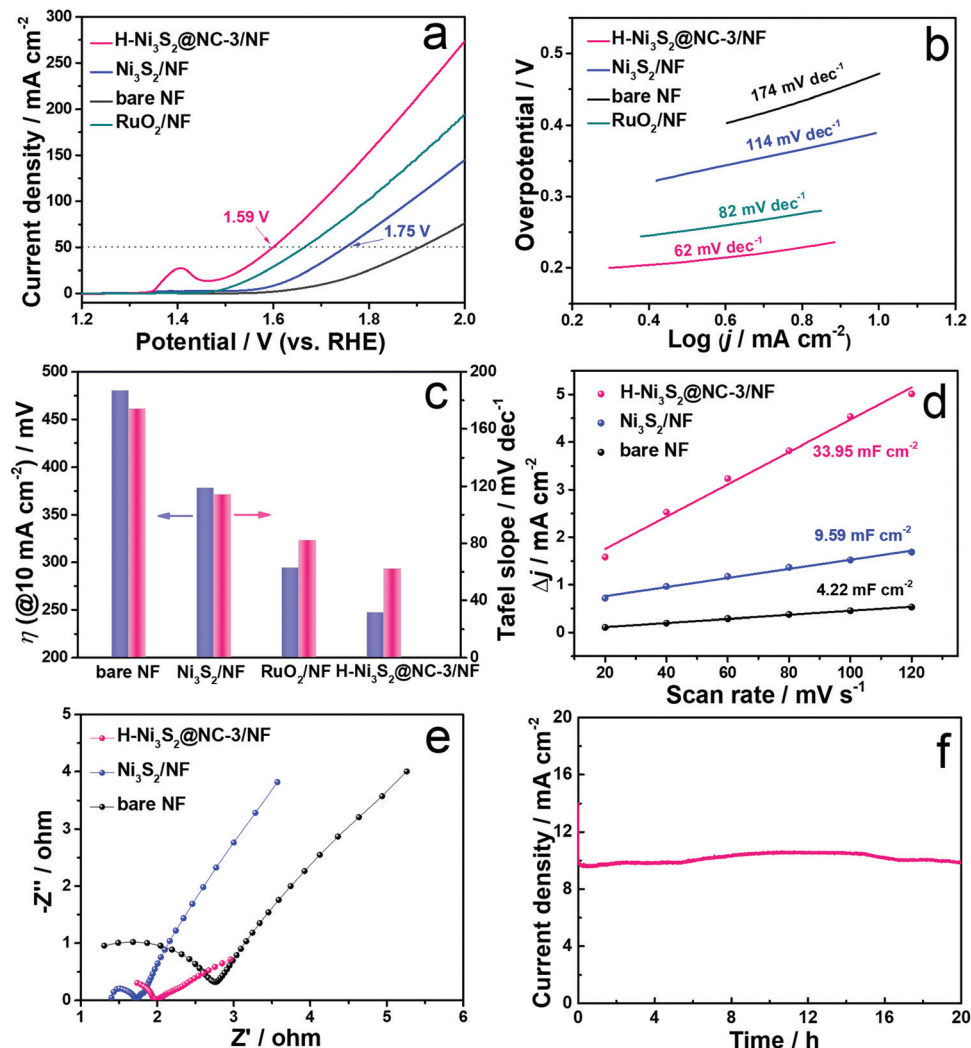 a
H-Ni₃S₂@NC-3/NF
Ni₃S₂/NF
bare NF
RuO₂/NF
1.59 V
1.75 V
300
250
200
150
100
50
0
Current density / mA cm⁻²
1.2 1.4 1.6 1.8 2.0
Potential / V (vs. RHE)
b
H-Ni₃S₂@NC-3/NF
Ni₃S₂/NF
bare NF
RuO₂/NF
174 mV dec⁻¹
114 mV dec⁻¹
82 mV dec⁻¹
62 mV dec⁻¹
0.5
0.4
0.3
0.2
Overpotential / V
0.2 0.4 0.6 0.8 1.0 1.2
Log (j / mA cm⁻²)
c
500
450
400
350
300
250
200
η (@10 mA cm⁻²) / mV
200
160
120
80
40
0
Tafel slope / mV dec⁻¹
bare NF Ni₃S₂/NF RuO₂/NF H-Ni₃S₂@NC-3/NF
d
H-Ni₃S₂@NC-3/NF
Ni₃S₂/NF
bare NF
33.95 mF cm⁻²
9.59 mF cm⁻²
4.22 mF cm⁻²
5
4
3
2
1
0
Δj / mA cm⁻²
20 40 60 80 100 120
Scan rate / mV s⁻¹
e
H-Ni₃S₂@NC-3/NF
Ni₃S₂/NF
bare NF
5
4
3
2
1
0
-Z'' / ohm
1 2 3 4 5 6
Z' / ohm
f
20
16
12
8
4
0
Current density / mA cm⁻²
0 4 8 12 16 20
Time / h